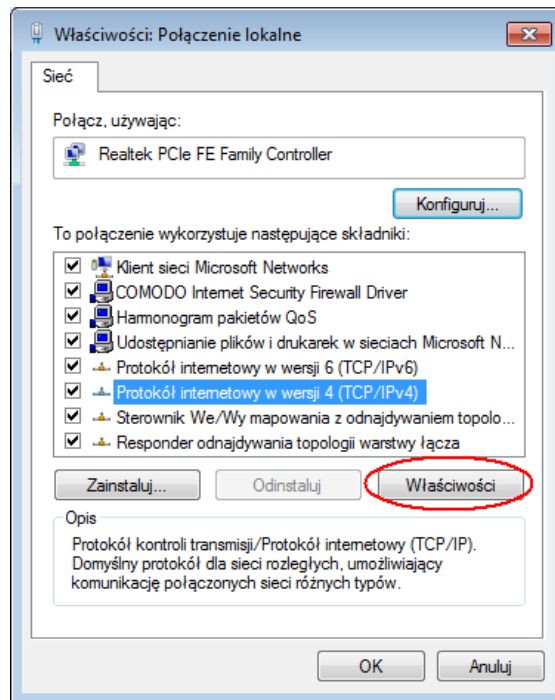 Właściwości: Połączenie lokalne
Sieć
Połącz, używając:
Realtek PCIe FE Family Controller
Konfiguruj...
To połączenie wykorzystuje następujące składniki:
Klient sieci Microsoft Networks
COMODO Internet Security Firewall Driver
Harmonogram pakietów QoS
Udostępnianie plików i drukarek w sieciach Microsoft N...
Protokół internetowy w wersji 6 (TCP/IPv6)
Protokół internetowy w wersji 4 (TCP/IPv4)
Sterownik We/Wy mapowania z odnajdywaniem topolo...
Responder odnajdywania topologii warstwy łącza
Zainstaluj... Odinstaluj Właściwości
Opis
Protokół kontroli transmisji/Protokół internetowy (TCP/IP).
Domyślny protokół dla sieci rozległych, umożliwiający
komunikację połączonych sieci różnych typów.
OK Anuluj